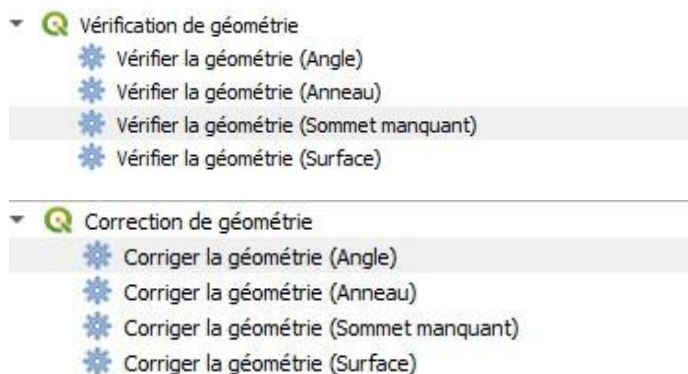 Vérification de géométrie
Vérifier la géométrie (Angle)
Vérifier la géométrie (Anneau)
Vérifier la géométrie (Sommet manquant)
Vérifier la géométrie (Surface)
Correction de géométrie
Corriger la géométrie (Angle)
Corriger la géométrie (Anneau)
Corriger la géométrie (Sommet manquant)
Corriger la géométrie (Surface)